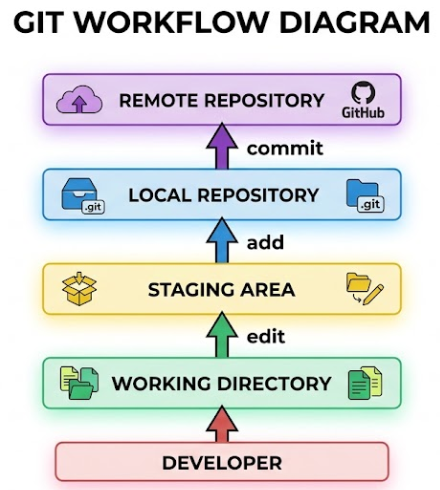 GIT WORKFLOW DIAGRAM
REMOTE REPOSITORY
GitHub
commit
.git
LOCAL REPOSITORY
.git
add
STAGING AREA
edit
WORKING DIRECTORY
DEVELOPER